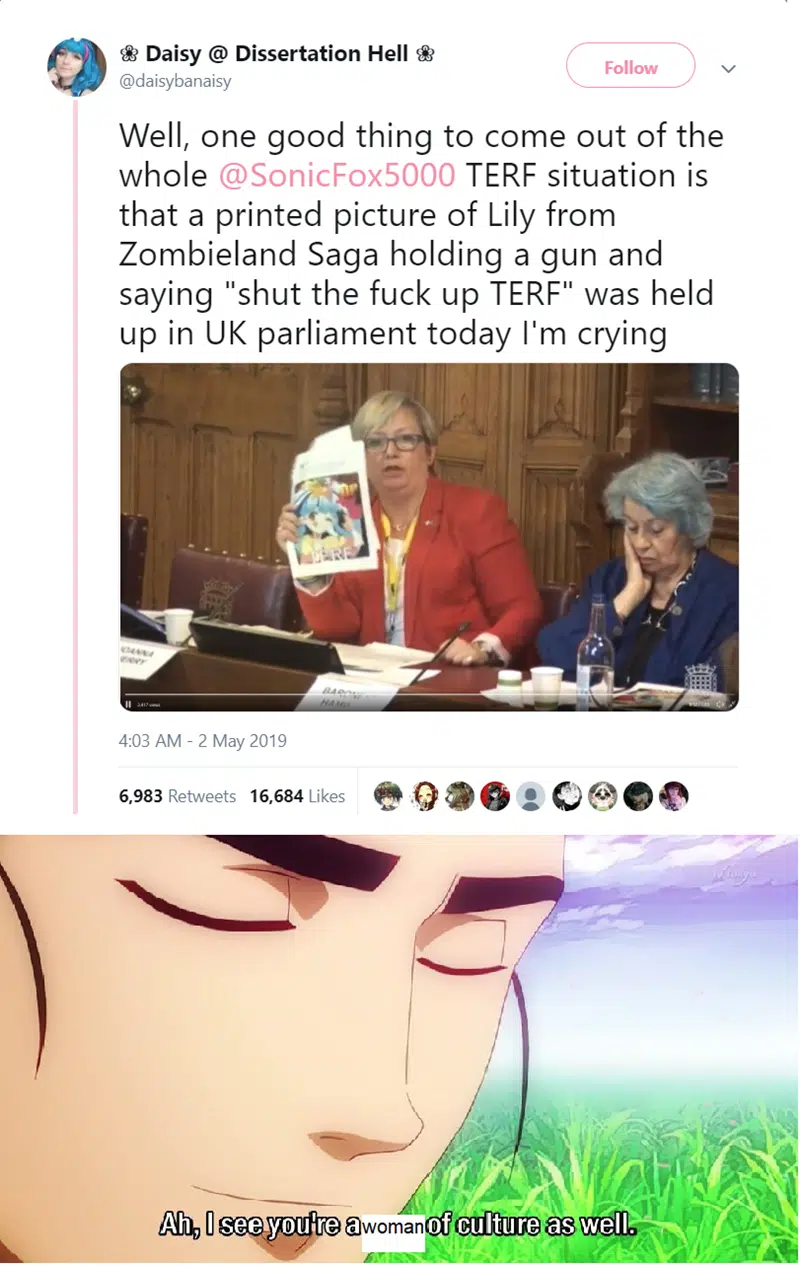 ❀ Daisy @ Dissertation Hell ❀
@daisybanaisy
Follow
Well, one good thing to come out of the
whole @SonicFox5000 TERF situation is
that a printed picture of Lily from
Zombieland Saga holding a gun and
saying "shut the fuck up TERF" was held
up in UK parliament today I'm crying
UP
TERF
BARONE
4:03 AM - 2 May 2019
6,983 Retweets 16,684 Likes
Ah, I see you're a woman of culture as well.